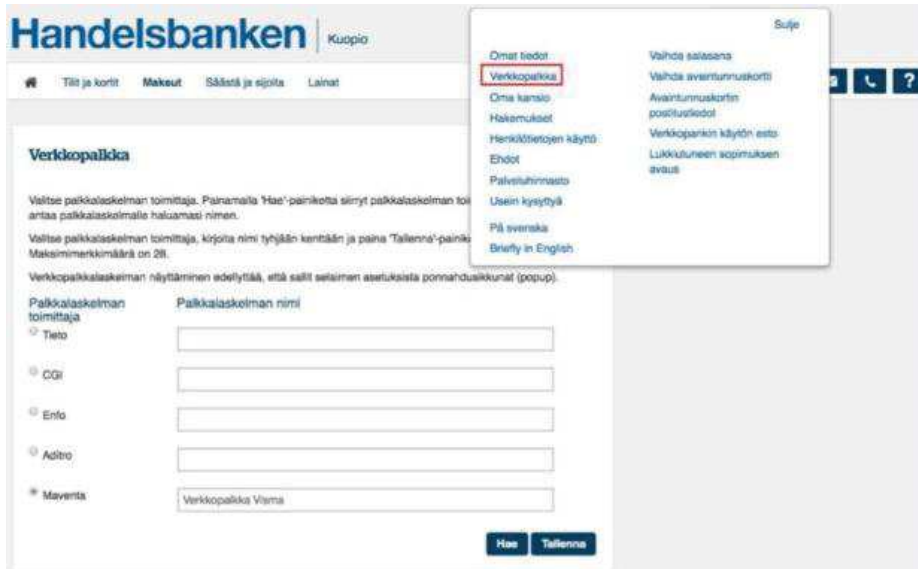 Handelsbanken | Kuopio
Tilit ja kortit Maksut Säästä ja sijoita Lainat
?
Sulje
Omat tiedot
Verkkopalkka
Oma kansio
Hakemukset
Henkilötietojen käyttö
Ehdot
Palveluhinnasto
Usein kysyttyä
På svenska
Briefly in English
Vaihda salasana
Vaihda avaintunnuskortti
Avaintunnuskortin
postitustiedot
Verkkopankin käytön esto
Lukkiutuneen sopimuksen
avaus
Verkkopalkka
Valitse palkkalaskelman toimittaja. Painamalla 'Hae'-painiketta siirryt palkkalaskelman
antaa palkkalaskelmalle haluamasi nimen.
Valitse palkkalaskelman toimittaja, kirjoita nimi tyhjään kenttään ja paina 'Tallenna'-
Maksimimerkkimäärä on 28.
Verkkopalkkalaskelman näyttäminen edellyttää, että sallit selaimen asetuksista ponnahdusikkunat (popup).
Palkkalaskelman
toimittaja
Palkkalaskelman nimi
Tieto
CGI
Enfo
Aditro
Maventa
Verkkopalkka Visma
Hae Tallenna